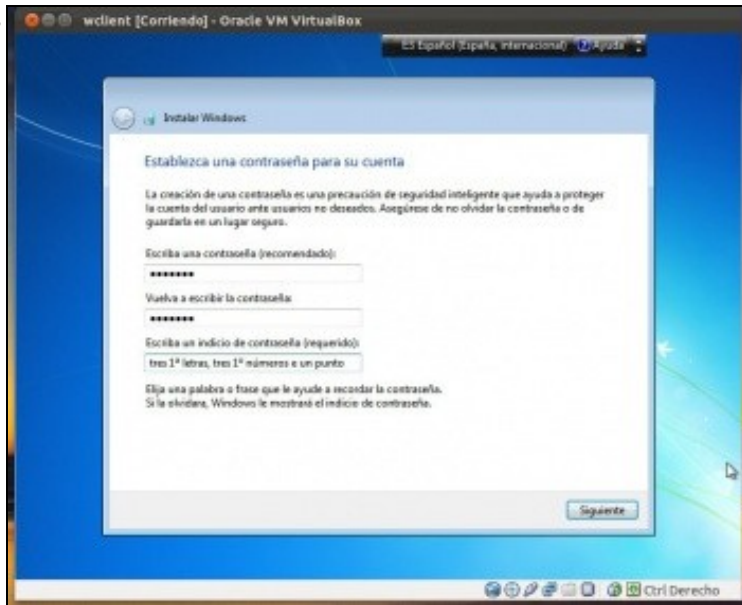 wclient [Corriendo] - Oracle VM VirtualBox
ES Español (España, internacional) Ayuda
Instalar Windows
Establezca una contraseña para su cuenta
La creación de una contraseña es una precaución de seguridad inteligente que ayuda a proteger
la cuenta del usuario ante usuarios no deseados. Asegúrese de no olvidar la contraseña o de
guardarla en un lugar seguro.
Escriba una contraseña (recomendado):
•••••••
Vuelva a escribir la contraseña:
•••••••
Escriba un indicio de contraseña (requerido):
tres 1ª letras, tres 1ª números e un punto
Elija una palabra o frase que le ayude a recordar la contraseña.
Si la olvidara, Windows le mostrará el indicio de contraseña.
Siguiente
Ctrl Derecho